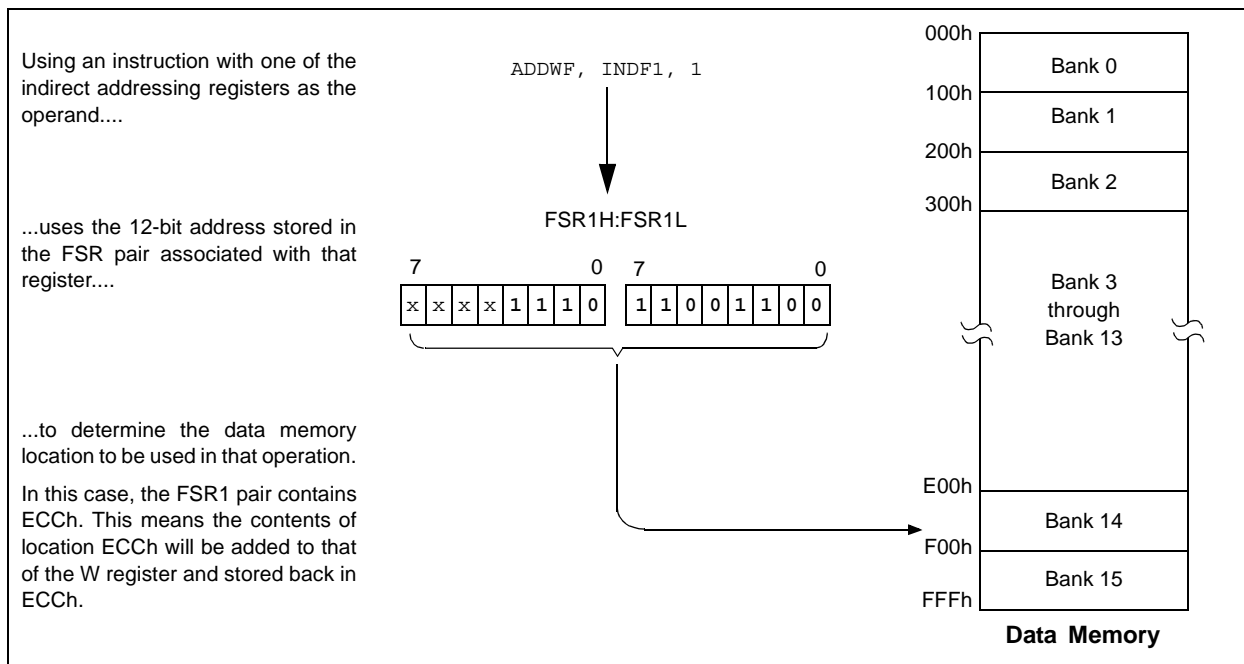 Using an instruction with one of the
indirect addressing registers as the
operand....
ADDWF, INDF1, 1
...uses the 12-bit address stored in
the FSR pair associated with that
register....
FSR1H:FSR1L
7 0 7 0
x x x x 1 1 1 0 1 1 0 0 1 1 0 0
...to determine the data memory
location to be used in that operation.
In this case, the FSR1 pair contains
ECCh. This means the contents of
location ECCh will be added to that
of the W register and stored back in
ECCh.
000h
Bank 0
100h
Bank 1
200h
Bank 2
300h
Bank 3
through
Bank 13
E00h
Bank 14
F00h
Bank 15
FFFh
Data Memory